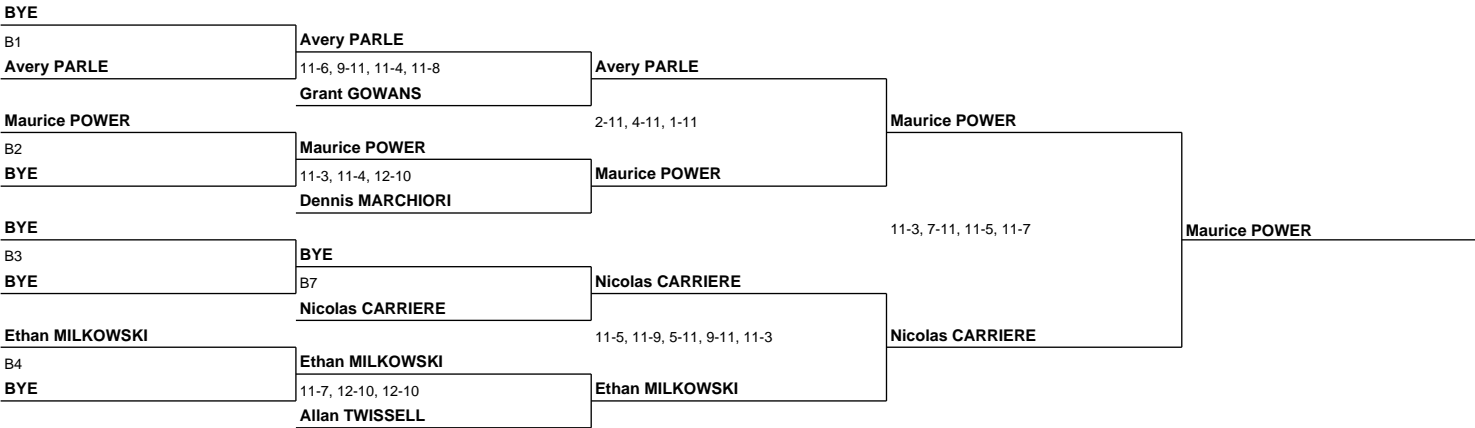 BYE
B1
Avery PARLE
Avery PARLE
11-6, 9-11, 11-4, 11-8
Avery PARLE
Grant GOWANS
Maurice POWER
2-11, 4-11, 1-11
Maurice POWER
B2
Maurice POWER
BYE
11-3, 11-4, 12-10
Maurice POWER
Dennis MARCHIORI
BYE
11-3, 7-11, 11-5, 11-7
Maurice POWER
B3
BYE
BYE
B7
Nicolas CARRIERE
Nicolas CARRIERE
Ethan MILKOWSKI
11-5, 11-9, 5-11, 9-11, 11-3
Nicolas CARRIERE
B4
Ethan MILKOWSKI
BYE
11-7, 12-10, 12-10
Ethan MILKOWSKI
Allan TWISSELL